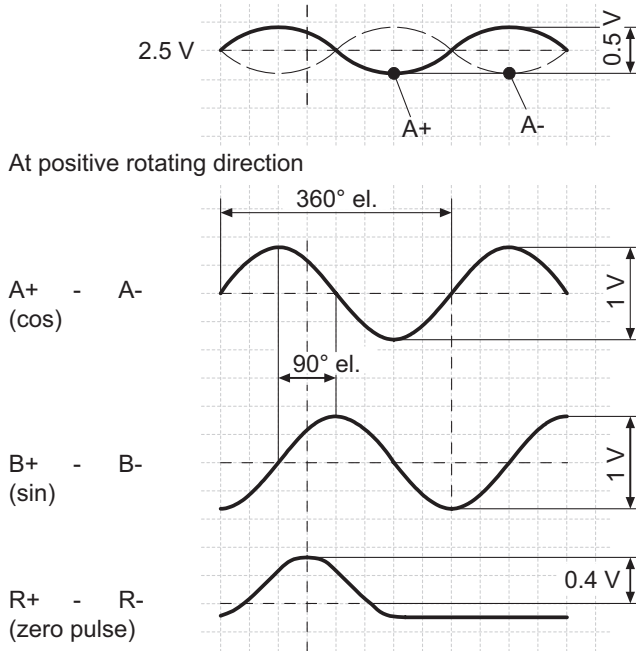 2.5 V
0.5 V
A+
A-
At positive rotating direction
360° el.
A+ - A-
(cos)
1 V
90° el.
B+ - B-
(sin)
1 V
R+ - R-
(zero pulse)
0.4 V